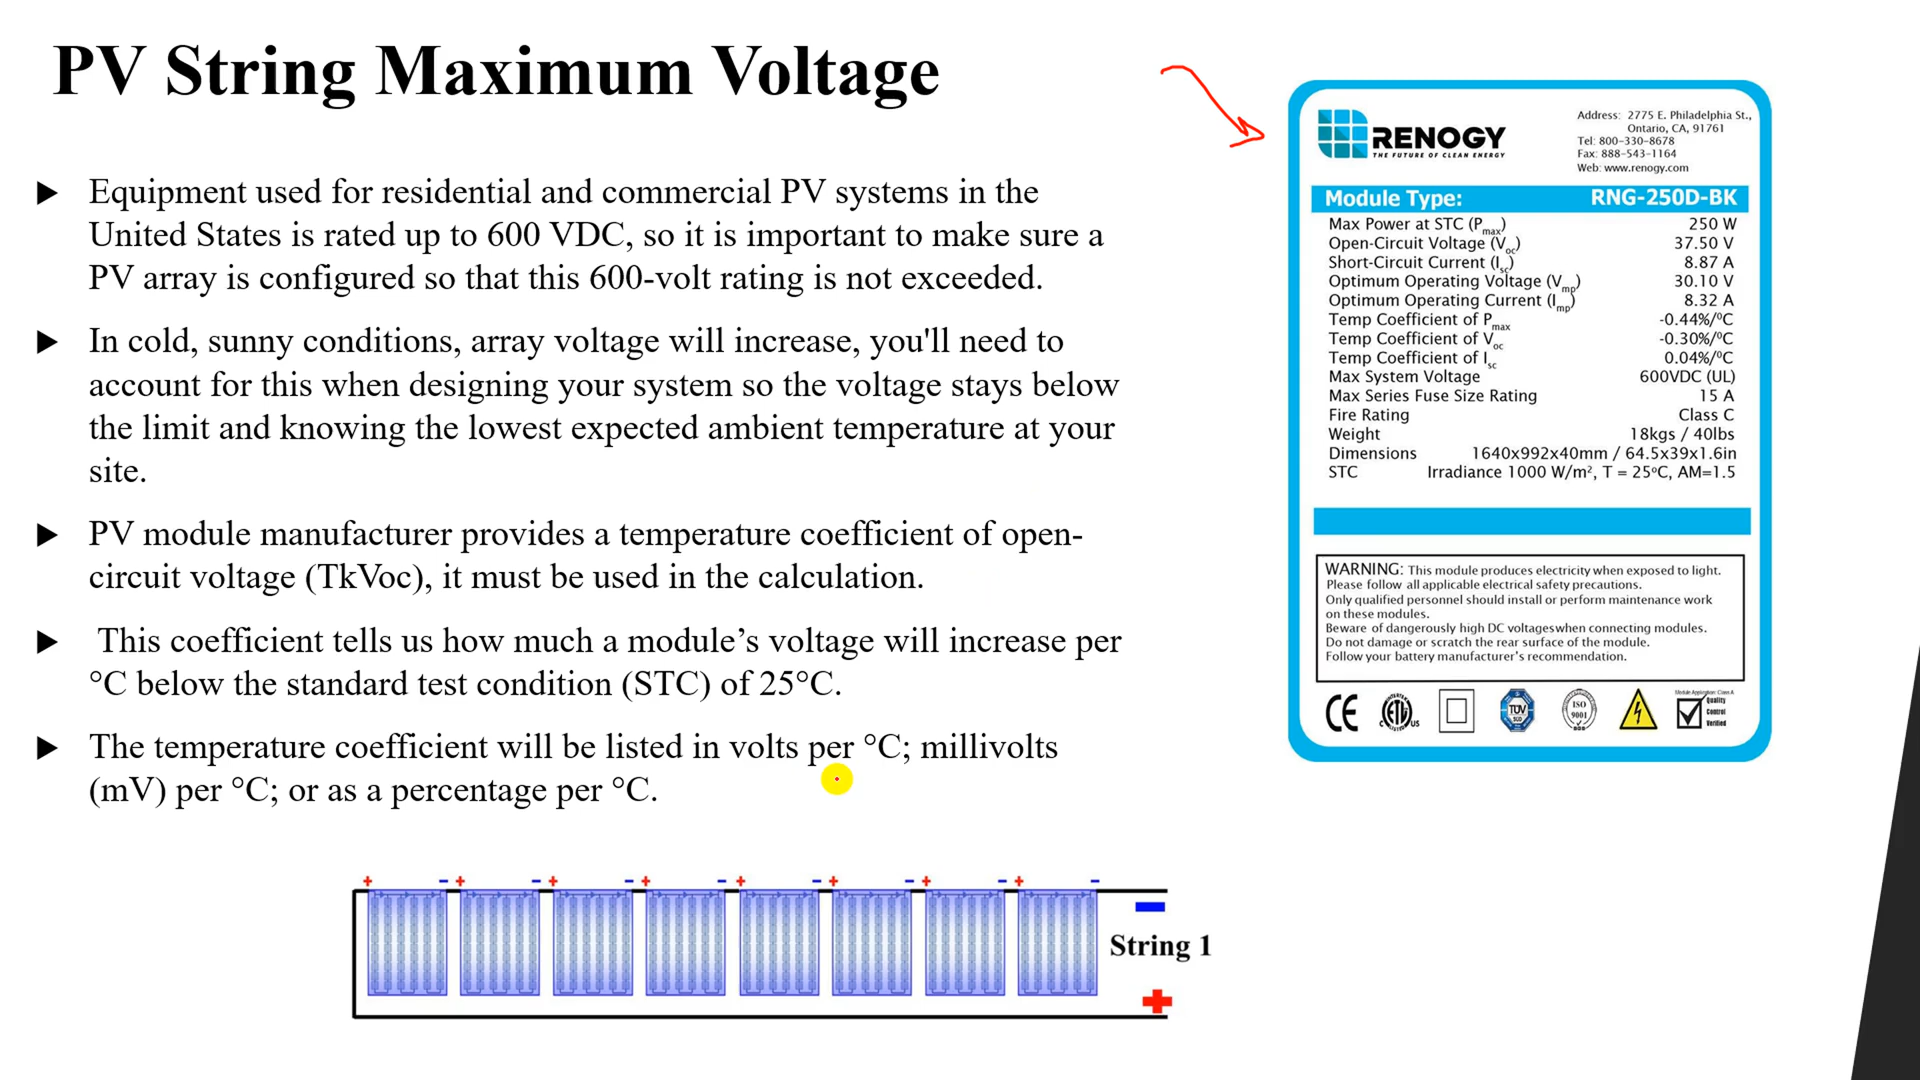 PV String Maximum Voltage
Equipment used for residential and commercial PV systems in the
United States is rated up to 600 VDC, so it is important to make sure a
PV array is configured so that this 600-volt rating is not exceeded.
In cold, sunny conditions, array voltage will increase, you'll need to
account for this when designing your system so the voltage stays below
the limit and knowing the lowest expected ambient temperature at your
site.
PV module manufacturer provides a temperature coefficient of open-
circuit voltage (TkVoc), it must be used in the calculation.
This coefficient tells us how much a module’s voltage will increase per
°C below the standard test condition (STC) of 25°C.
The temperature coefficient will be listed in volts per °C; millivolts
(mV) per °C; or as a percentage per °C.
RENOGY
THE FUTURE OF CLEAN ENERGY
Address: 2775 E. Philadelphia St.,
Ontario, CA, 91761
Tel: 800-330-8678
Fax: 888-543-1164
Web: www.renogy.com
Module Type: RNG-250D-BK
Max Power at STC (Pmax) 250 W
Open-Circuit Voltage (Voc) 37.50 V
Short-Circuit Current (Isc) 8.87 A
Optimum Operating Voltage (Vmp) 30.10 V
Optimum Operating Current (Imp) 8.32 A
Temp Coefficient of Pmax -0.44%/°C
Temp Coefficient of Voc -0.30%/°C
Temp Coefficient of Isc 0.04%/°C
Max System Voltage 600VDC (UL)
Max Series Fuse Size Rating 15 A
Fire Rating Class C
Weight 18kgs / 40lbs
Dimensions 1640x992x40mm / 64.5x39x1.6in
STC Irradiance 1000 W/m², T = 25°C, AM=1.5
WARNING: This module produces electricity when exposed to light.
Please follow all applicable electrical safety precautions.
Only qualified personnel should install or perform maintenance work
on these modules.
Beware of dangerously high DC voltageswhen connecting modules.
Do not damage or scratch the rear surface of the module.
Follow your battery manufacturer's recommendation.
CE
INTERTEK
ETL
C US
TÜV
SÜD
ISO
9001
Module Application: Class A
Quality
Control
Verified
+ - + - + - + - + - + - + - + -
String 1